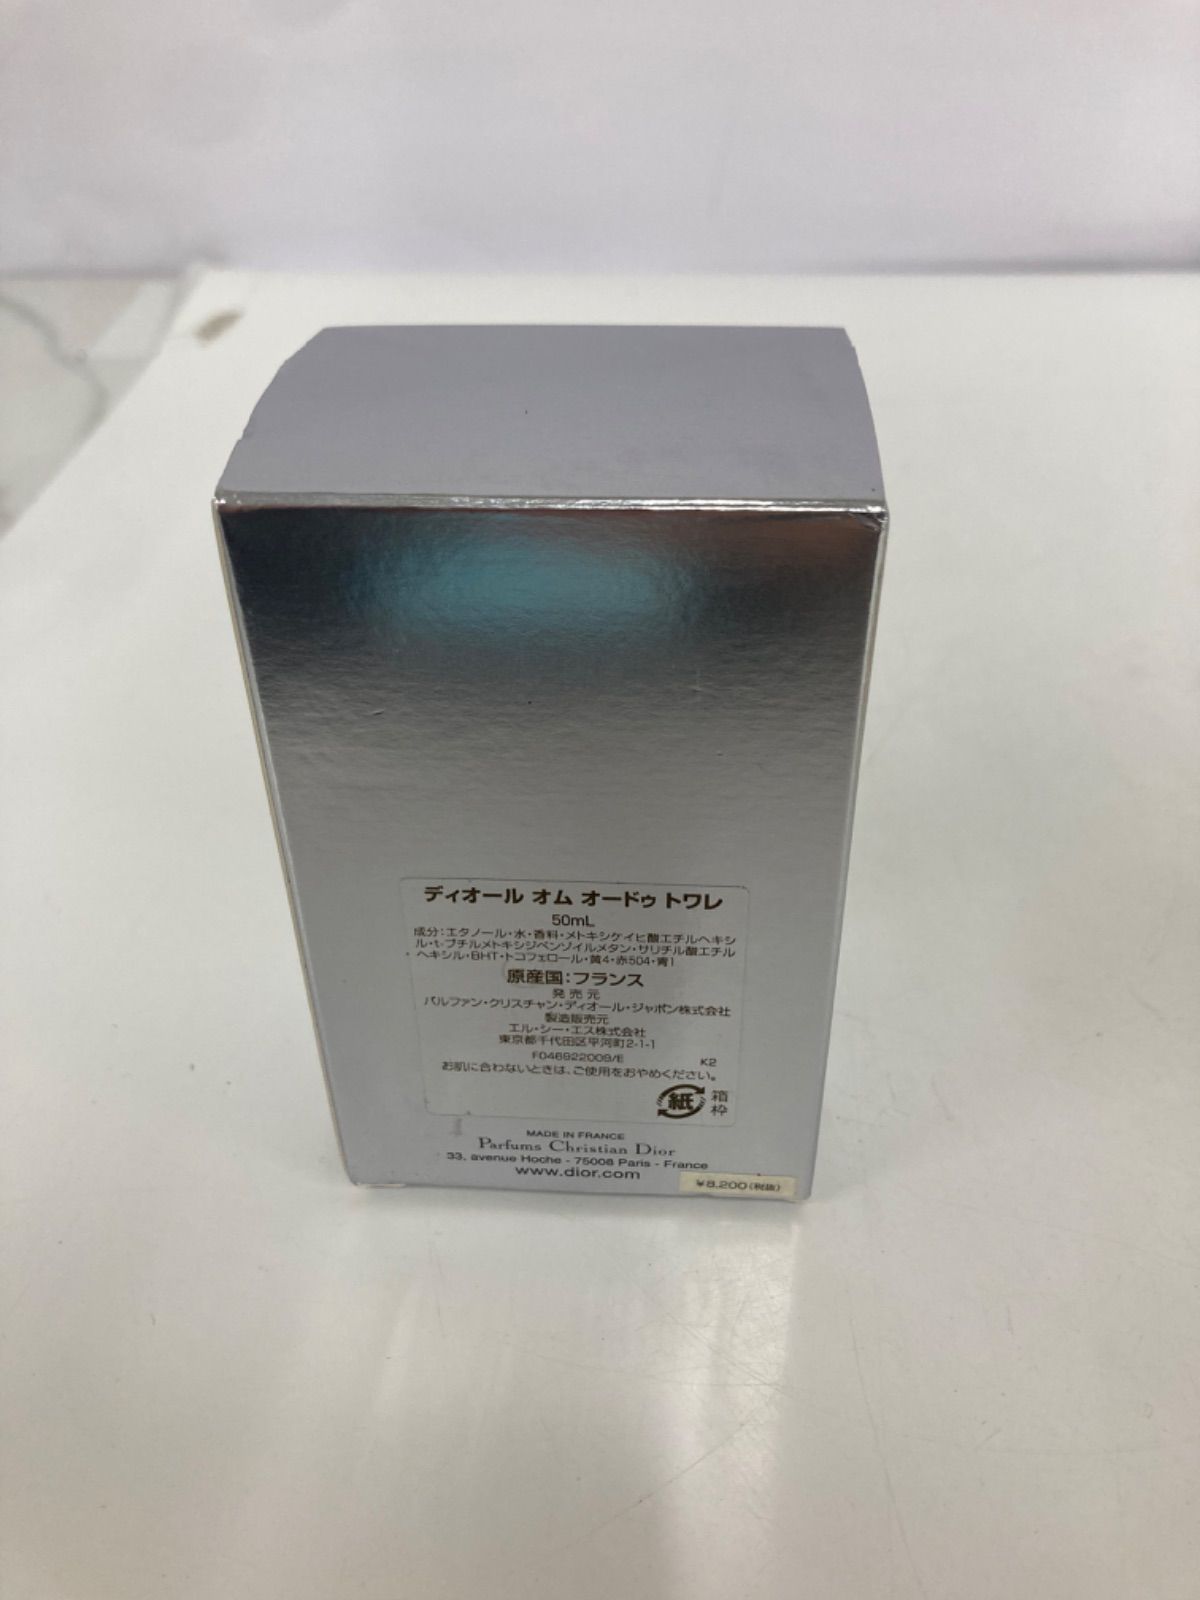 ディオール オム オードゥ トワレ
50mL
成分:エタノール・水・香料・メトキシケイヒ酸エチルヘキシ
ル・t-ブチルメトキシジベンゾイルメタン・サリチル酸エチル
ヘキシル・BHT・トコフェロール・黄4・赤504・青1
原産国:フランス
発売元
パルファン・クリスチャン・ディオール・ジャポン株式会社
製造販売元
エル・シー・エス株式会社
東京都千代田区平河町2-1-1
F046922009/E K2
お肌に合わないときは、ご使用をおやめください。
紙 箱
枠
MADE IN FRANCE
Parfums Christian Dior
33, avenue Hoche - 75008 Paris - France
www.dior.com
¥8,200(税抜)